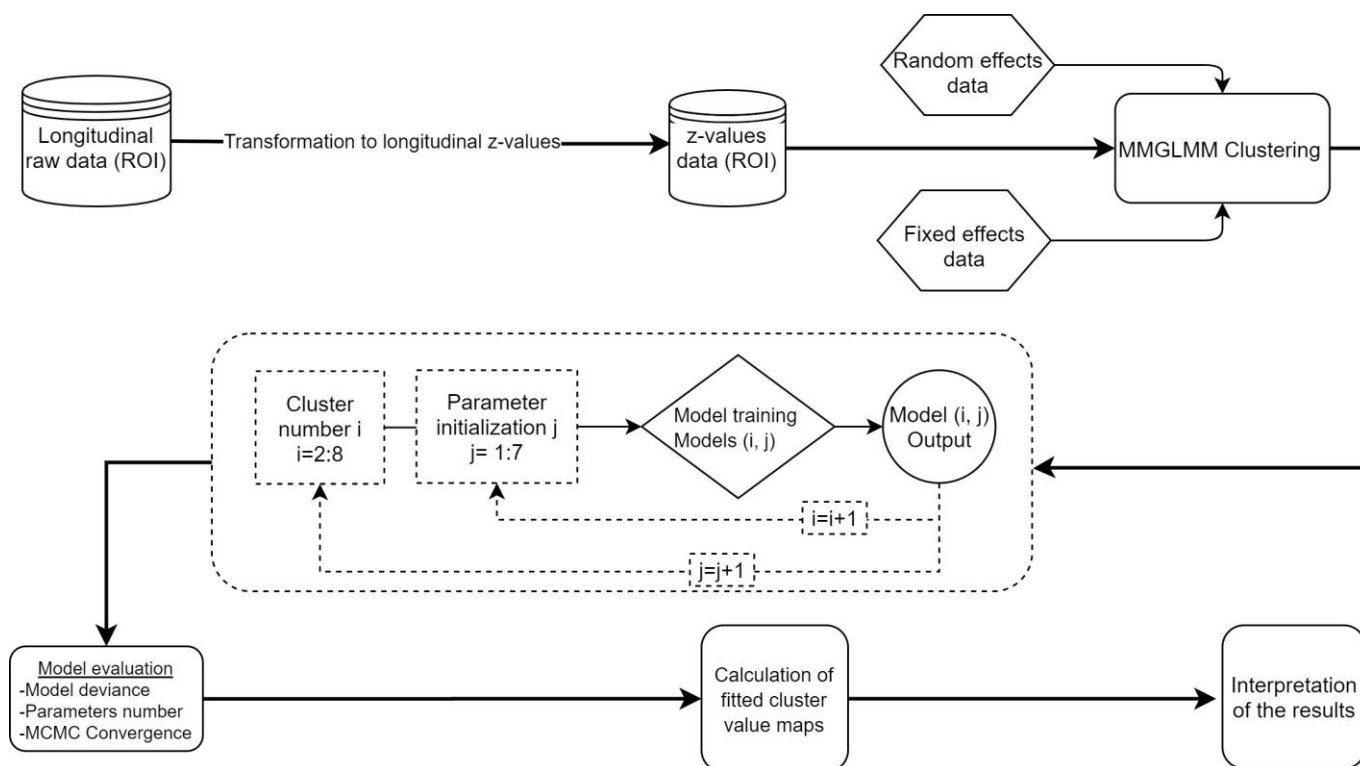 Longitudinal
raw data (ROI)
Transformation to longitudinal z-values
z-values
data (ROI)
Random effects
data
MMGLMM Clustering
Fixed effects
data
Cluster
number i
i=2:8
Parameter
initialization j
j= 1:7
Model training
Models (i, j)
Model (i, j)
Output
i=i+1
j=j+1
Model evaluation
-Model deviance
-Parameters number
-MCMC Convergence
Calculation of
fitted cluster
value maps
Interpretation
of the results